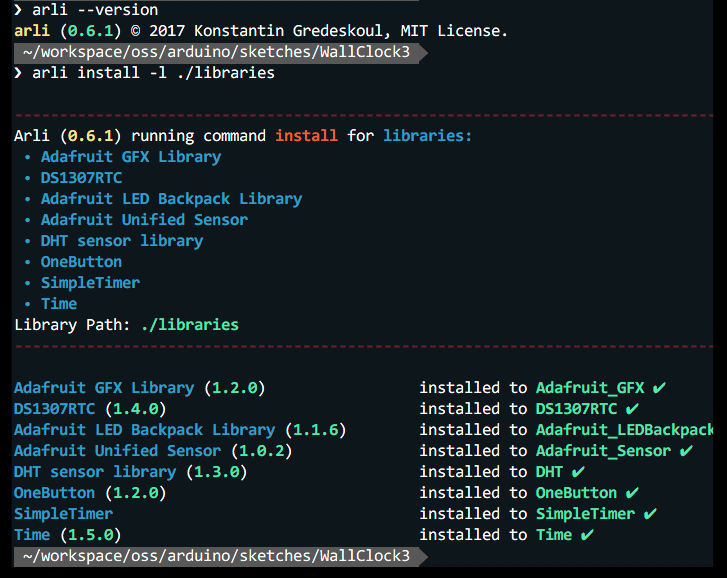 ❯ arli --version
arli (0.6.1) © 2017 Konstantin Gredeskoul, MIT License.
~/workspace/oss/arduino/sketches/WallClock3
❯ arli install -l ./libraries
Arli (0.6.1) running command install for libraries:
• Adafruit GFX Library
• DS1307RTC
• Adafruit LED Backpack Library
• Adafruit Unified Sensor
• DHT sensor library
• OneButton
• SimpleTimer
• Time
Library Path: ./libraries
Adafruit GFX Library (1.2.0) installed to Adafruit_GFX ✔
DS1307RTC (1.4.0) installed to DS1307RTC ✔
Adafruit LED Backpack Library (1.1.6) installed to Adafruit_LEDBackpack
Adafruit Unified Sensor (1.0.2) installed to Adafruit_Sensor ✔
DHT sensor library (1.3.0) installed to DHT ✔
OneButton (1.2.0) installed to OneButton ✔
SimpleTimer installed to SimpleTimer ✔
Time (1.5.0) installed to Time ✔
~/workspace/oss/arduino/sketches/WallClock3